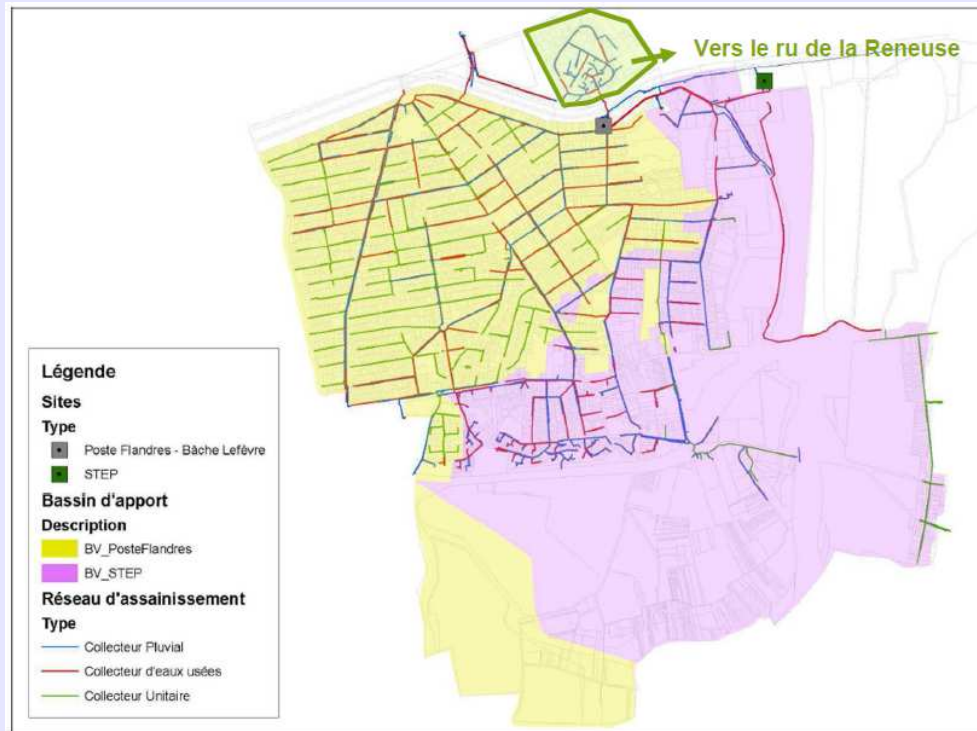 Vers le ru de la Reneuse
Légende
Sites
Type
Poste Flandres - Bâche Lefèvre
STEP
Bassin d'apport
Description
BV_PosteFlandres
BV_STEP
Réseau d'assainissement
Type
Collecteur Pluvial
Collecteur d'eaux usées
Collecteur Unitaire